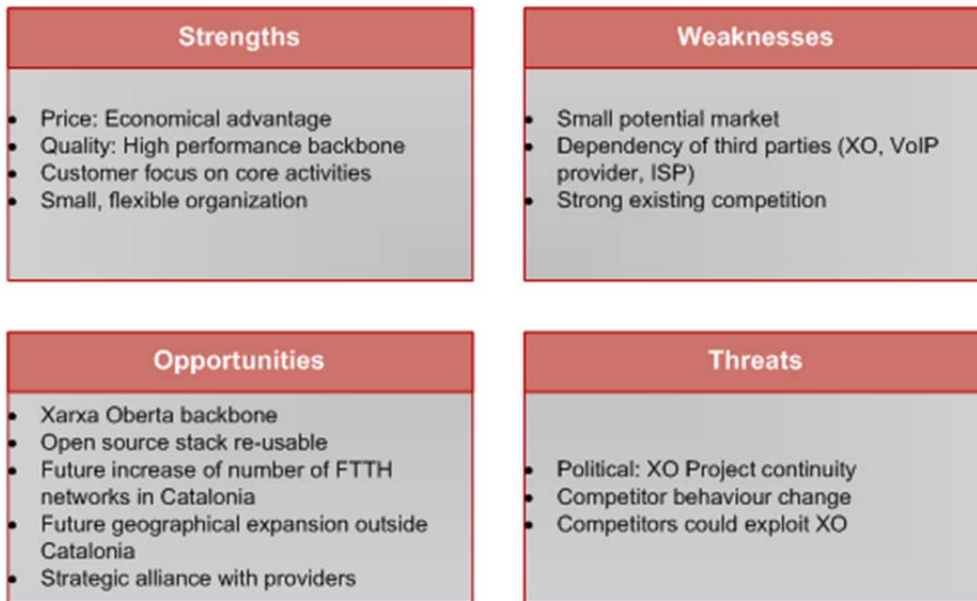 Strengths
• Price: Economical advantage
• Quality: High performance backbone
• Customer focus on core activities
• Small, flexible organization
Weaknesses
• Small potential market
• Dependency of third parties (XO, VoIP
provider, ISP)
• Strong existing competition
Opportunities
• Xarxa Oberta backbone
• Open source stack re-usable
• Future increase of number of FTTH
networks in Catalonia
• Future geographical expansion outside
Catalonia
• Strategic alliance with providers
Threats
• Political: XO Project continuity
• Competitor behaviour change
• Competitors could exploit XO